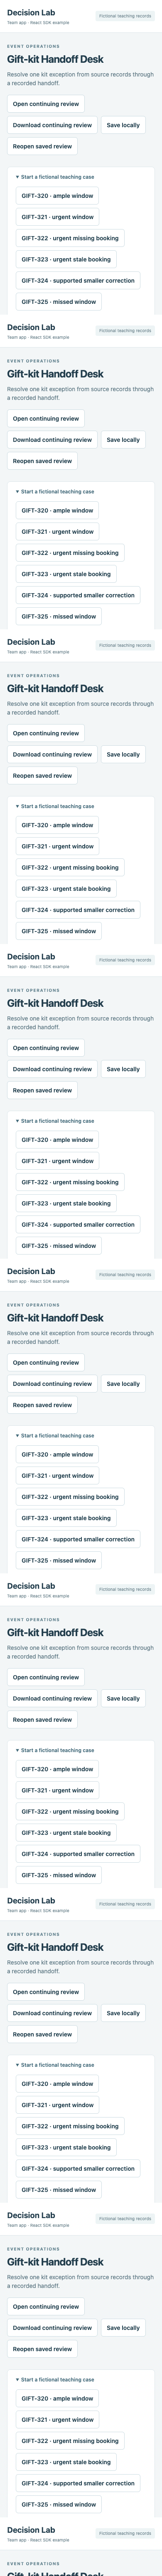 Decision Lab
Team app · React SDK example
Fictional teaching records
EVENT OPERATIONS
Gift-kit Handoff Desk
Resolve one kit exception from source records through
a recorded handoff.
Open continuing review
Download continuing review
Save locally
Reopen saved review
▾ Start a fictional teaching case
GIFT-320 · ample window
GIFT-321 · urgent window
GIFT-322 · urgent missing booking
GIFT-323 · urgent stale booking
GIFT-324 · supported smaller correction
GIFT-325 · missed window
Decision Lab
Team app · React SDK example
Fictional teaching records
EVENT OPERATIONS
Gift-kit Handoff Desk
Resolve one kit exception from source records through
a recorded handoff.
Open continuing review
Download continuing review
Save locally
Reopen saved review
▾ Start a fictional teaching case
GIFT-320 · ample window
GIFT-321 · urgent window
GIFT-322 · urgent missing booking
GIFT-323 · urgent stale booking
GIFT-324 · supported smaller correction
GIFT-325 · missed window
Decision Lab
Team app · React SDK example
Fictional teaching records
EVENT OPERATIONS
Gift-kit Handoff Desk
Resolve one kit exception from source records through
a recorded handoff.
Open continuing review
Download continuing review
Save locally
Reopen saved review
▾ Start a fictional teaching case
GIFT-320 · ample window
GIFT-321 · urgent window
GIFT-322 · urgent missing booking
GIFT-323 · urgent stale booking
GIFT-324 · supported smaller correction
GIFT-325 · missed window
Decision Lab
Team app · React SDK example
Fictional teaching records
EVENT OPERATIONS
Gift-kit Handoff Desk
Resolve one kit exception from source records through
a recorded handoff.
Open continuing review
Download continuing review
Save locally
Reopen saved review
▾ Start a fictional teaching case
GIFT-320 · ample window
GIFT-321 · urgent window
GIFT-322 · urgent missing booking
GIFT-323 · urgent stale booking
GIFT-324 · supported smaller correction
GIFT-325 · missed window
Decision Lab
Team app · React SDK example
Fictional teaching records
EVENT OPERATIONS
Gift-kit Handoff Desk
Resolve one kit exception from source records through
a recorded handoff.
Open continuing review
Download continuing review
Save locally
Reopen saved review
▾ Start a fictional teaching case
GIFT-320 · ample window
GIFT-321 · urgent window
GIFT-322 · urgent missing booking
GIFT-323 · urgent stale booking
GIFT-324 · supported smaller correction
GIFT-325 · missed window
Decision Lab
Team app · React SDK example
Fictional teaching records
EVENT OPERATIONS
Gift-kit Handoff Desk
Resolve one kit exception from source records through
a recorded handoff.
Open continuing review
Download continuing review
Save locally
Reopen saved review
▾ Start a fictional teaching case
GIFT-320 · ample window
GIFT-321 · urgent window
GIFT-322 · urgent missing booking
GIFT-323 · urgent stale booking
GIFT-324 · supported smaller correction
GIFT-325 · missed window
Decision Lab
Team app · React SDK example
Fictional teaching records
EVENT OPERATIONS
Gift-kit Handoff Desk
Resolve one kit exception from source records through
a recorded handoff.
Open continuing review
Download continuing review
Save locally
Reopen saved review
▾ Start a fictional teaching case
GIFT-320 · ample window
GIFT-321 · urgent window
GIFT-322 · urgent missing booking
GIFT-323 · urgent stale booking
GIFT-324 · supported smaller correction
GIFT-325 · missed window
Decision Lab
Team app · React SDK example
Fictional teaching records
EVENT OPERATIONS
Gift-kit Handoff Desk
Resolve one kit exception from source records through
a recorded handoff.
Open continuing review
Download continuing review
Save locally
Reopen saved review
▾ Start a fictional teaching case
GIFT-320 · ample window
GIFT-321 · urgent window
GIFT-322 · urgent missing booking
GIFT-323 · urgent stale booking
GIFT-324 · supported smaller correction
GIFT-325 · missed window
Decision Lab
Team app · React SDK example
Fictional teaching records
EVENT OPERATIONS
Gift-kit Handoff Desk